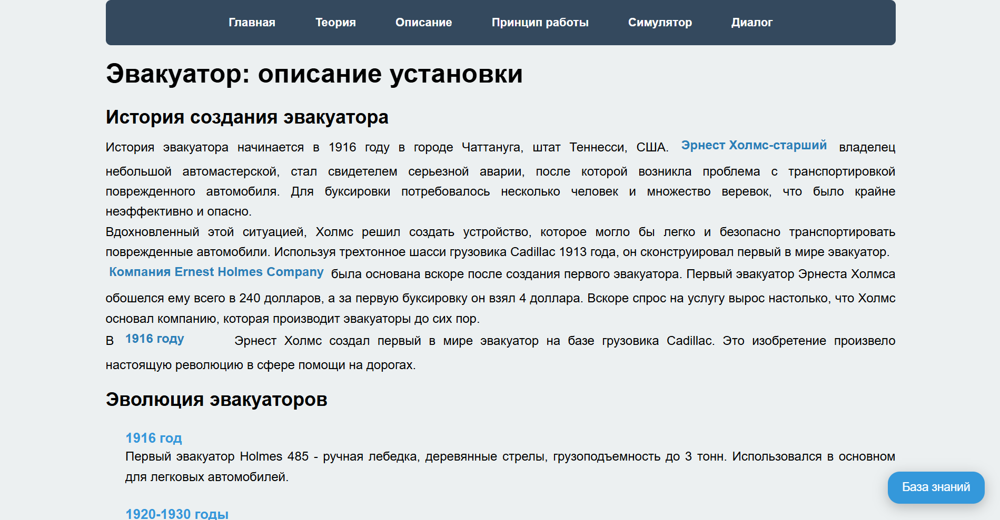 Главная Теория Описание Принцип работы Симулятор Диалог
Эвакуатор: описание установки
История создания эвакуатора
История эвакуатора начинается в 1916 году в городе Чаттануга, штат Теннесси, США. Эрнест Холмс-старший владелец
небольшой автомастерской, стал свидетелем серьезной аварии, после которой возникла проблема с транспортировкой
поврежденного автомобиля. Для буксировки потребовалось несколько человек и множество веревок, что было крайне
неэффективно и опасно.
Вдохновленный этой ситуацией, Холмс решил создать устройство, которое могло бы легко и безопасно транспортировать
поврежденные автомобили. Используя трехтонное шасси грузовика Cadillac 1913 года, он сконструировал первый в мире эвакуатор.
Компания Ernest Holmes Company была основана вскоре после создания первого эвакуатора. Первый эвакуатор Эрнеста Холмса
обошелся ему всего в 240 долларов, а за первую буксировку он взял 4 доллара. Вскоре спрос на услугу вырос настолько, что Холмс
основал компанию, которая производит эвакуаторы до сих пор.
В 1916 году Эрнест Холмс создал первый в мире эвакуатор на базе грузовика Cadillac. Это изобретение произвело
настоящую революцию в сфере помощи на дорогах.
Эволюция эвакуаторов
1916 год
Первый эвакуатор Holmes 485 - ручная лебедка, деревянные стрелы, грузоподъемность до 3 тонн. Использовался в основном
для легковых автомобилей.
База знаний
1920-1930 годы